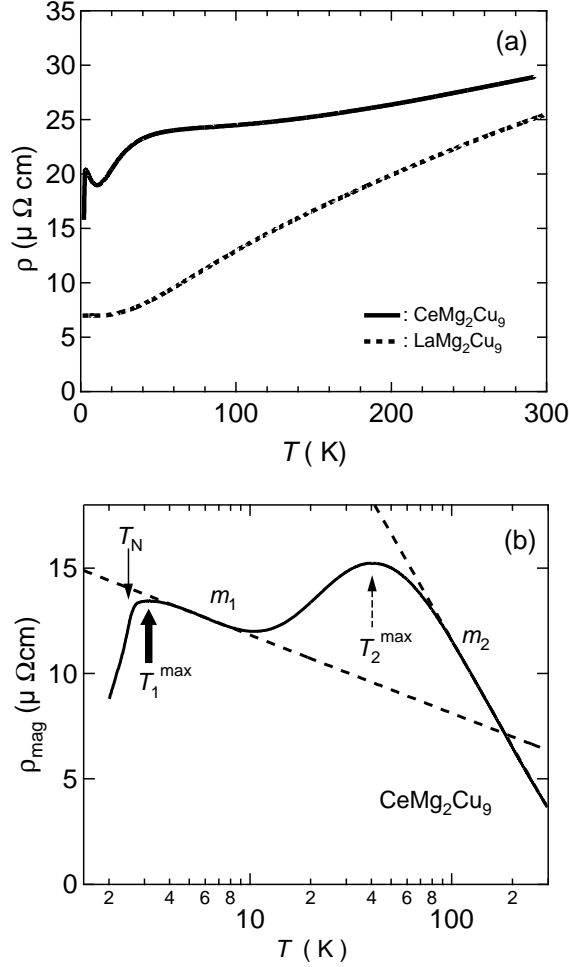 (a)
35
30
25
20
15
10
5
0
ρ (μ Ω cm)
: CeMg₂Cu₉
: LaMg₂Cu₉
0 100 200 300
T ( K)
(b)
15
10
5
0
ρmag (μ Ωcm)
TN
m₁
T₁max
T₂max
m₂
CeMg₂Cu₉
2 4 6 8 10 2 4 6 8 100 2
T ( K)